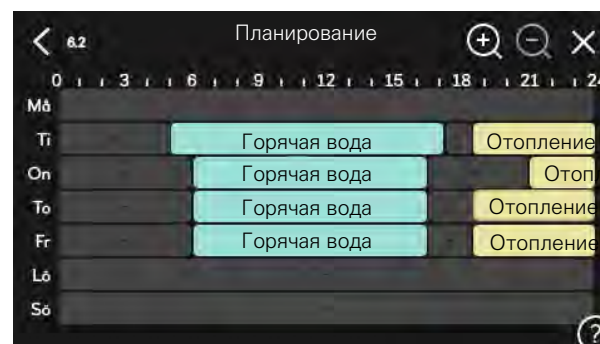 6.2 Планирование
0 3 6 9 12 15 18 21 24
Må
Ti Горячая вода Отопление
On Горячая вода Отоп
To Горячая вода Отопление
Fr Горячая вода Отопление
Lö
Sö
?